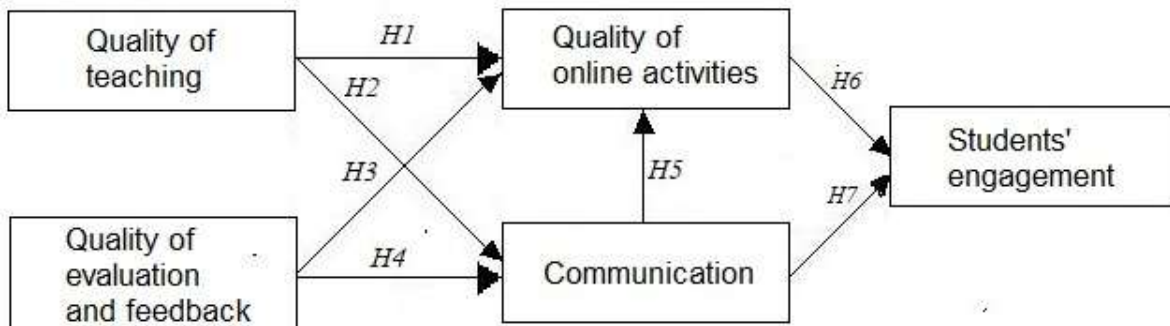 Quality of
teaching
H1
H2
Quality of
online activities
H6
Students'
engagement
H3
H5
H7
Quality of
evaluation
and feedback
H4
Communication